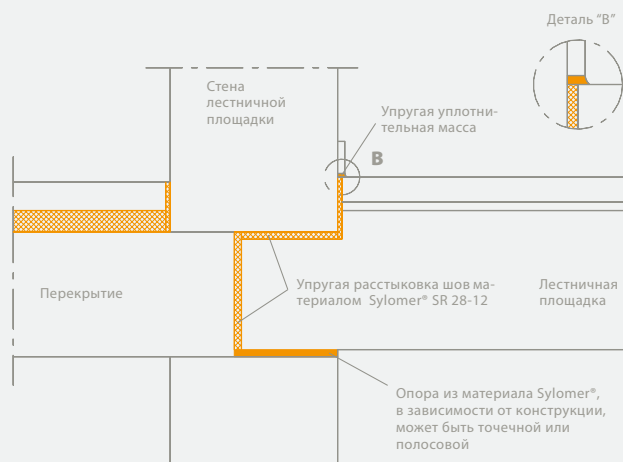 Деталь "B"
Стена
лестничной
площадки
Упругая уплотни-
тельная масса
B
Перекрытие
Упругая расстыковка швов ма-
териалом Sylomer® SR 28-12
Лестничная
площадка
Опора из материала Sylomer®,
в зависимости от конструкции,
может быть точечной или
полосовой